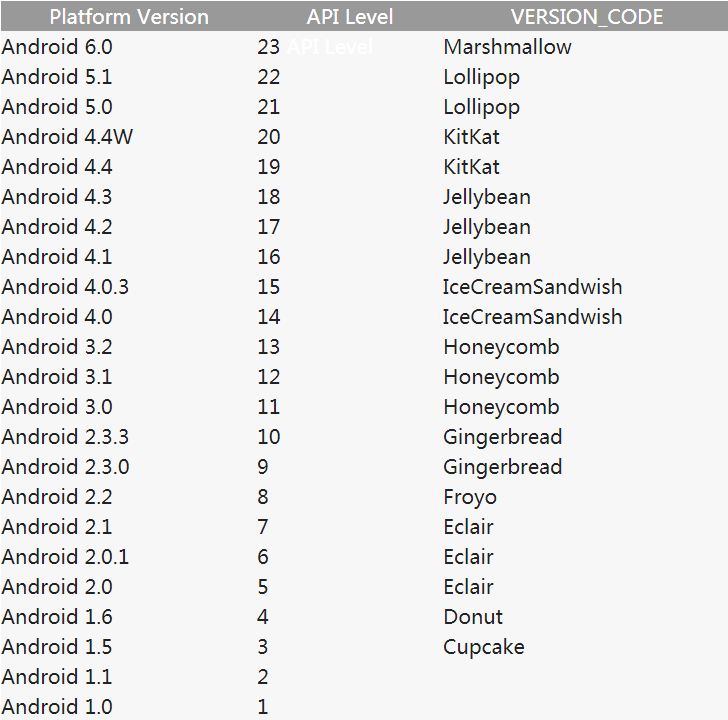 Platform Version API Level VERSION_CODE
Android 6.0 23 API Level Marshmallow
Android 5.1 22 Lollipop
Android 5.0 21 Lollipop
Android 4.4W 20 KitKat
Android 4.4 19 KitKat
Android 4.3 18 Jellybean
Android 4.2 17 Jellybean
Android 4.1 16 Jellybean
Android 4.0.3 15 IceCreamSandwish
Android 4.0 14 IceCreamSandwish
Android 3.2 13 Honeycomb
Android 3.1 12 Honeycomb
Android 3.0 11 Honeycomb
Android 2.3.3 10 Gingerbread
Android 2.3.0 9 Gingerbread
Android 2.2 8 Froyo
Android 2.1 7 Eclair
Android 2.0.1 6 Eclair
Android 2.0 5 Eclair
Android 1.6 4 Donut
Android 1.5 3 Cupcake
Android 1.1 2
Android 1.0 1